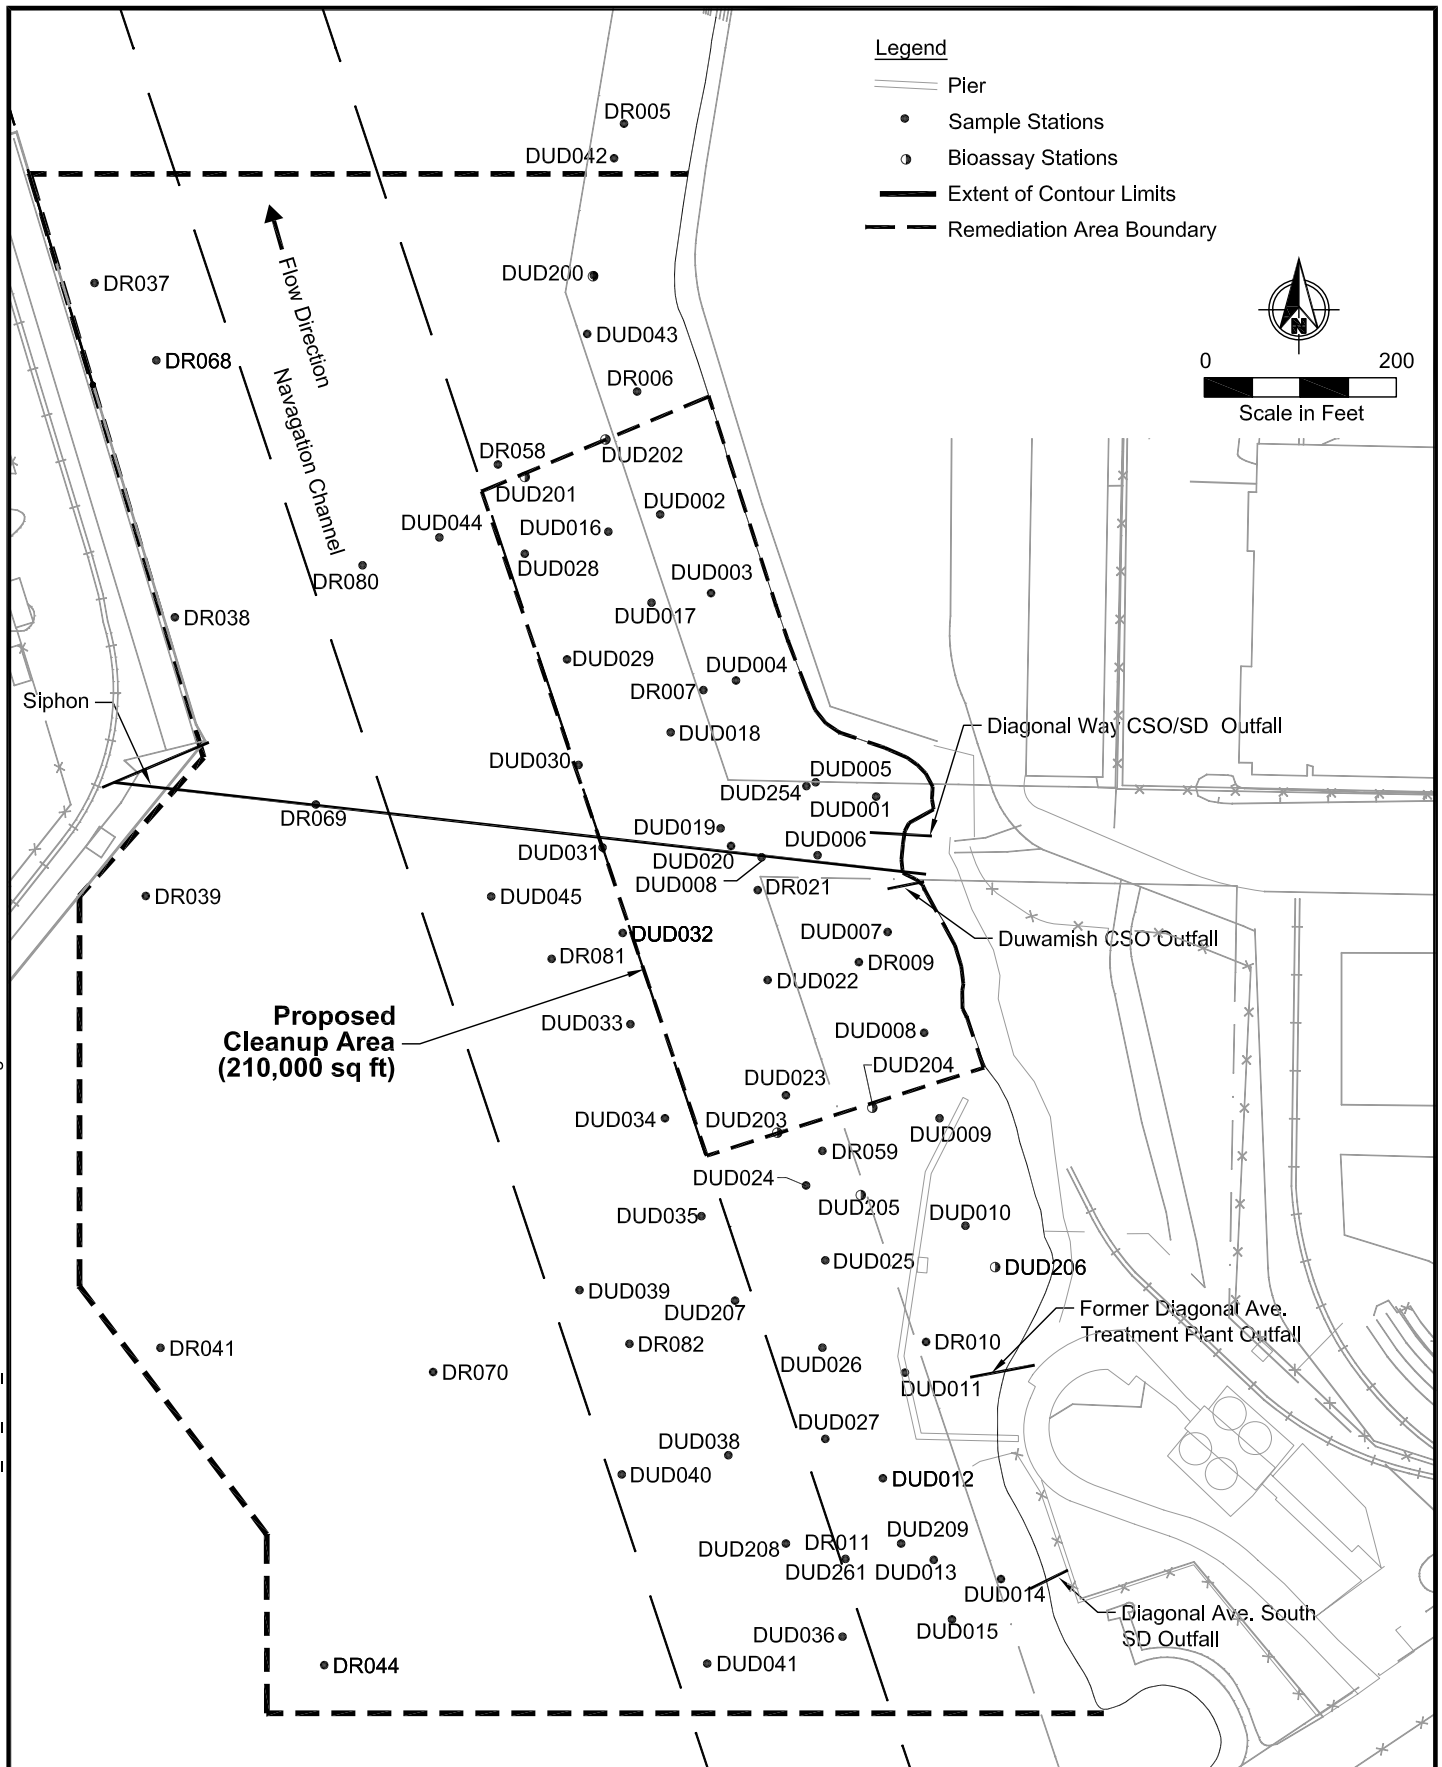 Legend
Pier
Sample Stations
Bioassay Stations
Extent of Contour Limits
Remediation Area Boundary
N
0 200
Scale in Feet
DR005
DUD042
DUD200
DR037
Flow Direction
DUD043
DR068
DR006
Navagation Channel
DUD202
DR058
DUD201
DUD002
DUD044
DUD016
DUD028
DUD003
DR080
DUD017
DR038
DUD029
DUD004
DR007
Siphon
DUD018
Diagonal Way CSO/SD Outfall
DUD030
DUD005
DUD254
DUD001
DR069
DUD019
DUD006
DUD031
DUD020
DUD008
DR021
DR039
DUD045
DUD032
DUD007
Duwamish CSO Outfall
DR081
DR009
DUD022
Proposed
Cleanup Area
(210,000 sq ft)
DUD033
DUD008
DUD204
DUD023
DUD034
DUD203
DUD009
DR059
DUD024
DUD205
DUD035
DUD010
DUD025
DUD206
DUD039
DUD207
Former Diagonal Ave.
Treatment Plant Outfall
DR041
DR082
DR010
DUD026
DR070
DUD011
DUD027
DUD038
DUD040
DUD012
DUD209
DUD208
DR011
DUD261
DUD013
DUD014
Diagonal Ave. South
SD Outfall
DUD015
DUD036
DR044
DUD041